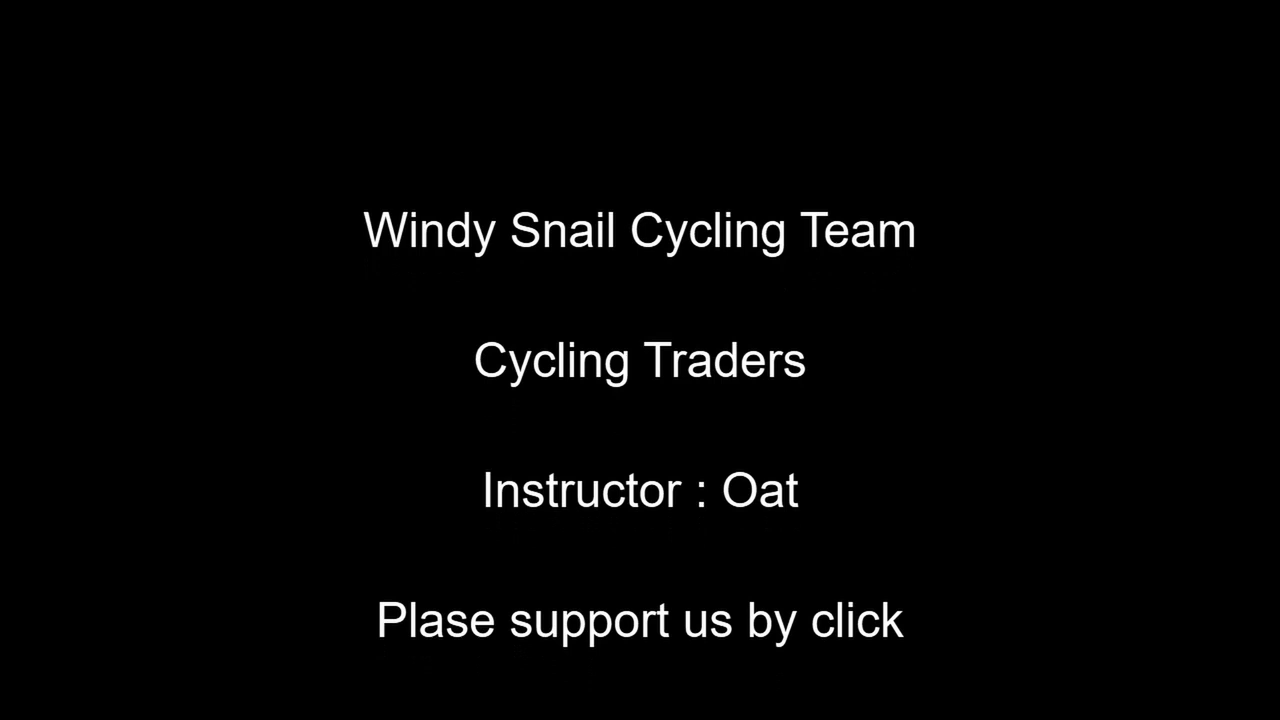 Windy Snail Cycling Team
Cycling Traders
Instructor : Oat
Plase support us by click